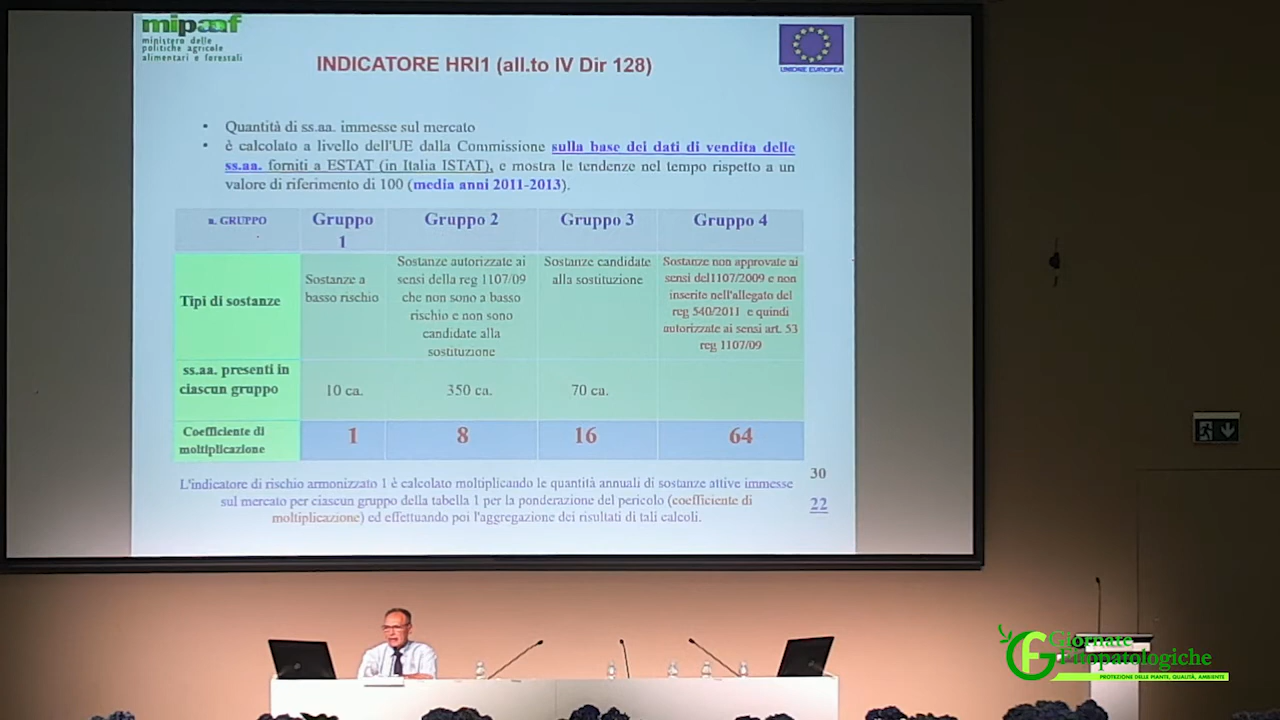 mipaaf
ministero delle
politiche agricole
alimentari e forestali
UNIONE EUROPEA
INDICATORE HRI1 (all.to IV Dir 128)
• Quantità di ss.aa. immesse sul mercato
• è calcolato a livello dell'UE dalla Commissione sulla base dei dati di vendita delle
ss.aa. forniti a ESTAT (in Italia ISTAT), e mostra le tendenze nel tempo rispetto a un
valore di riferimento di 100 (media anni 2011-2013).
n. GRUPPO
Gruppo
1
Gruppo 2
Gruppo 3
Gruppo 4
Tipi di sostanze
Sostanze a
basso rischio
Sostanze autorizzate ai
sensi della reg 1107/09
che non sono a basso
rischio e non sono
candidate alla
sostituzione
Sostanze candidate
alla sostituzione
Sostanze non approvate ai
sensi del1107/2009 e non
inserite nell'allegato del
reg 540/2011 e quindi
autorizzate ai sensi art. 53
reg 1107/09
ss.aa. presenti in
ciascun gruppo
10 ca.
350 ca.
70 ca.
Coefficiente di
moltiplicazione
1
8
16
64
L'indicatore di rischio armonizzato 1 è calcolato moltiplicando le quantità annuali di sostanze attive immesse
sul mercato per ciascun gruppo della tabella 1 per la ponderazione del pericolo (coefficiente di
moltiplicazione) ed effettuando poi l'aggregazione dei risultati di tali calcoli.
30
22
GF
Giornate
Fitopatologiche
PROTEZIONE DELLE PIANTE, QUALITÀ, AMBIENTE